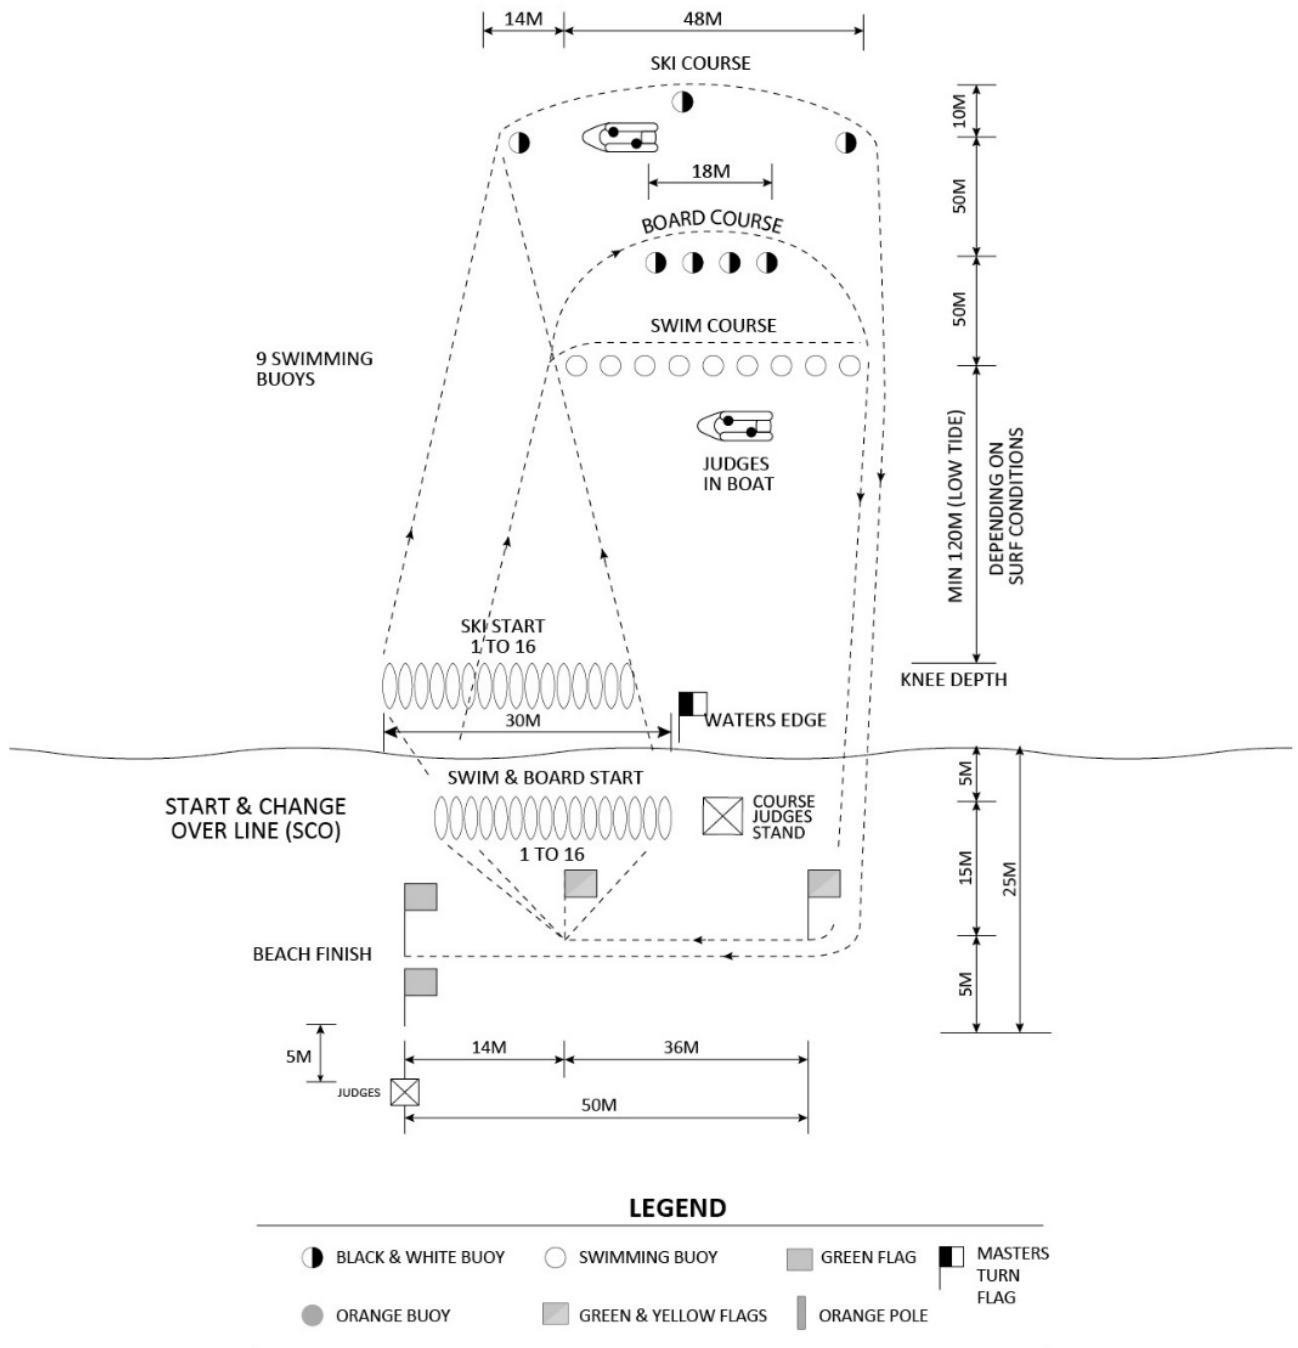 14M
48M
SKI COURSE
10M
18M
50M
BOARD COURSE
50M
SWIM COURSE
9 SWIMMING
BUOYS
JUDGES
IN BOAT
MIN 120M (LOW TIDE)
DEPENDING ON
SURF CONDITIONS
SKI START
1 TO 16
KNEE DEPTH
30M
WATERS EDGE
SWIM & BOARD START
5M
START & CHANGE
OVER LINE (SCO)
COURSE
JUDGES
STAND
1 TO 16
15M
25M
BEACH FINISH
5M
5M
14M
36M
JUDGES
50M
LEGEND
BLACK & WHITE BUOY
SWIMMING BUOY
GREEN FLAG
MASTERS
TURN
FLAG
ORANGE BUOY
GREEN & YELLOW FLAGS
ORANGE POLE